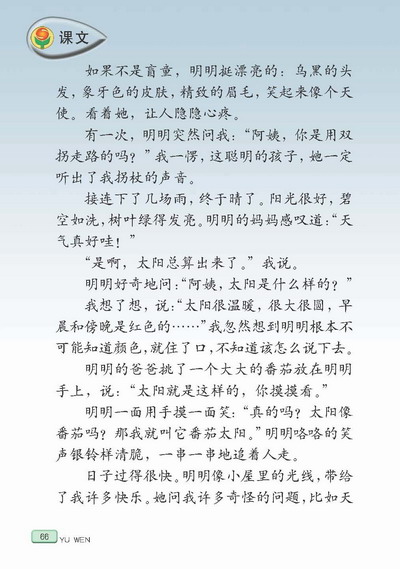 课文
如果不是盲童，明明挺漂亮的：乌黑的头
发，象牙色的皮肤，精致的眉毛，笑起来像个天
使。看着她，让人隐隐心疼。
有一次，明明突然问我：“阿姨，你是用双
拐走路的吗？”我一愣，这聪明的孩子，她一定
听出了我拐杖的声音。
接连下了几场雨，终于晴了。阳光很好，碧
空如洗，树叶绿得发亮。明明的妈妈感叹道：“天
气真好哇！”
“是啊，太阳总算出来了。”我说。
明明好奇地问：“阿姨，太阳是什么样的？”
我想了想，说：“太阳很温暖，很大很圆，早
晨和傍晚是红色的……”我忽然想到明明根本不
可能知道颜色，就住了口，不知道该怎么说下去。
明明的爸爸挑了一个大大的番茄放在明明
手上，说：“太阳就是这样的，你摸摸看。”
明明一面用手摸一面笑：“真的吗？太阳像
番茄吗？那我就叫它番茄太阳。”明明咯咯的笑
声银铃样清脆，一串一串地追着人走。
日子过得很快。明明像小屋里的光线，带给
了我许多快乐。她问我许多奇怪的问题，比如天
66 YU WEN